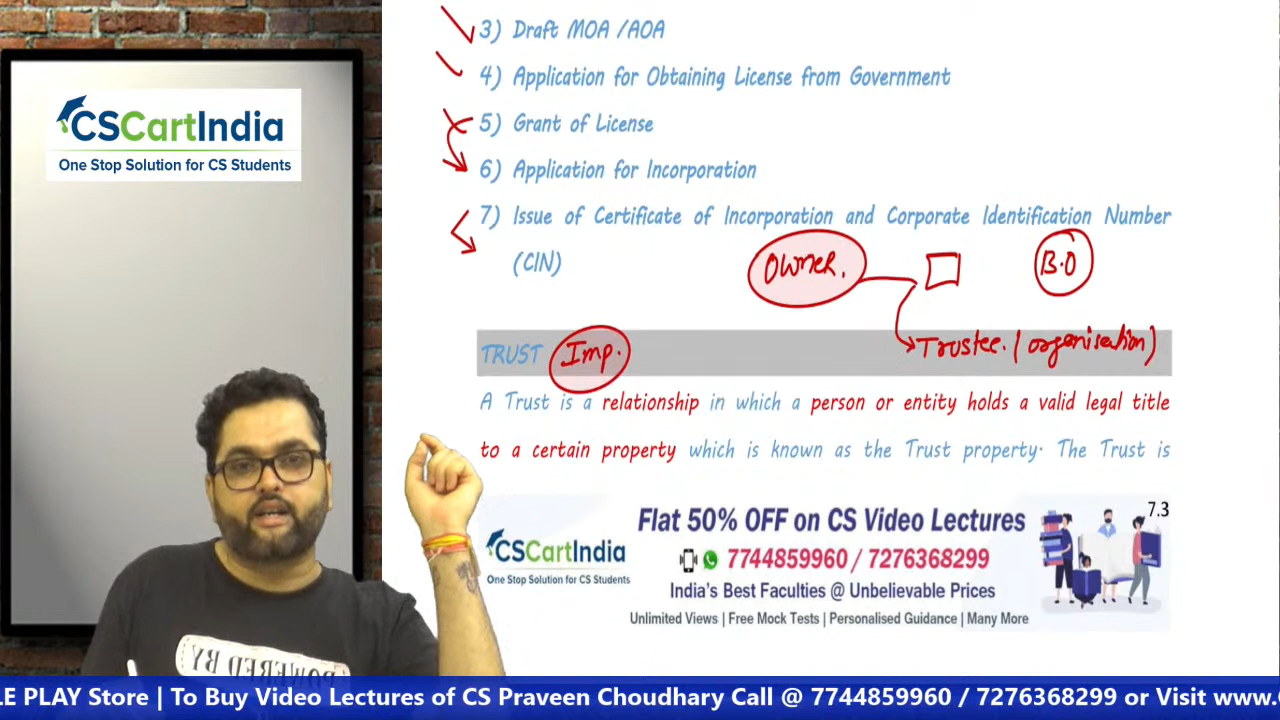 3) Draft MOA /AOA
4) Application for Obtaining License from Government
5) Grant of License
6) Application for Incorporation
7) Issue of Certificate of Incorporation and Corporate Identification Number
(CIN)
Owner.
B.O
TRUST
Imp.
Trustee. (organisation)
A Trust is a relationship in which a person or entity holds a valid legal title
to a certain property which is known as the Trust property. The Trust is
7.3
CSCartIndia
One Stop Solution for CS Students
Flat 50% OFF on CS Video Lectures
7744859960 / 7276368299
India's Best Faculties @ Unbelievable Prices
Unlimited Views | Free Mock Tests | Personalised Guidance | Many More
CSCartIndia
One Stop Solution for CS Students
POWERED BY
LE PLAY Store | To Buy Video Lectures of CS Praveen Choudhary Call @ 7744859960 / 7276368299 or Visit www.